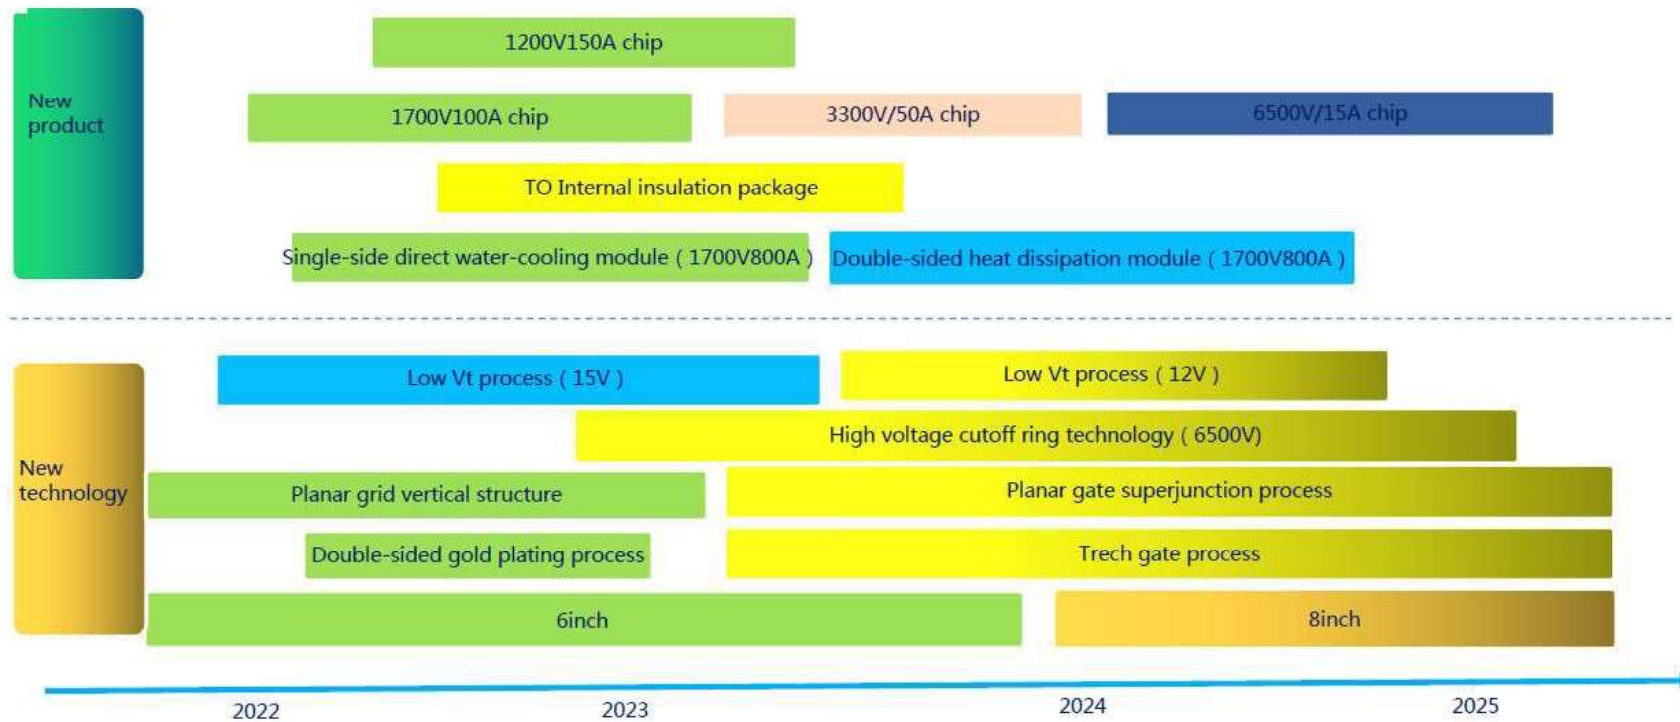 New
product
1200V150A chip
1700V100A chip
3300V/50A chip
6500V/15A chip
TO Internal insulation package
Single-side direct water-cooling module ( 1700V800A )
Double-sided heat dissipation module ( 1700V800A )
New
technology
Low Vt process ( 15V )
Low Vt process ( 12V )
High voltage cutoff ring technology ( 6500V)
Planar grid vertical structure
Planar gate superjunction process
Double-sided gold plating process
Trech gate process
6inch
8inch
2022
2023
2024
2025